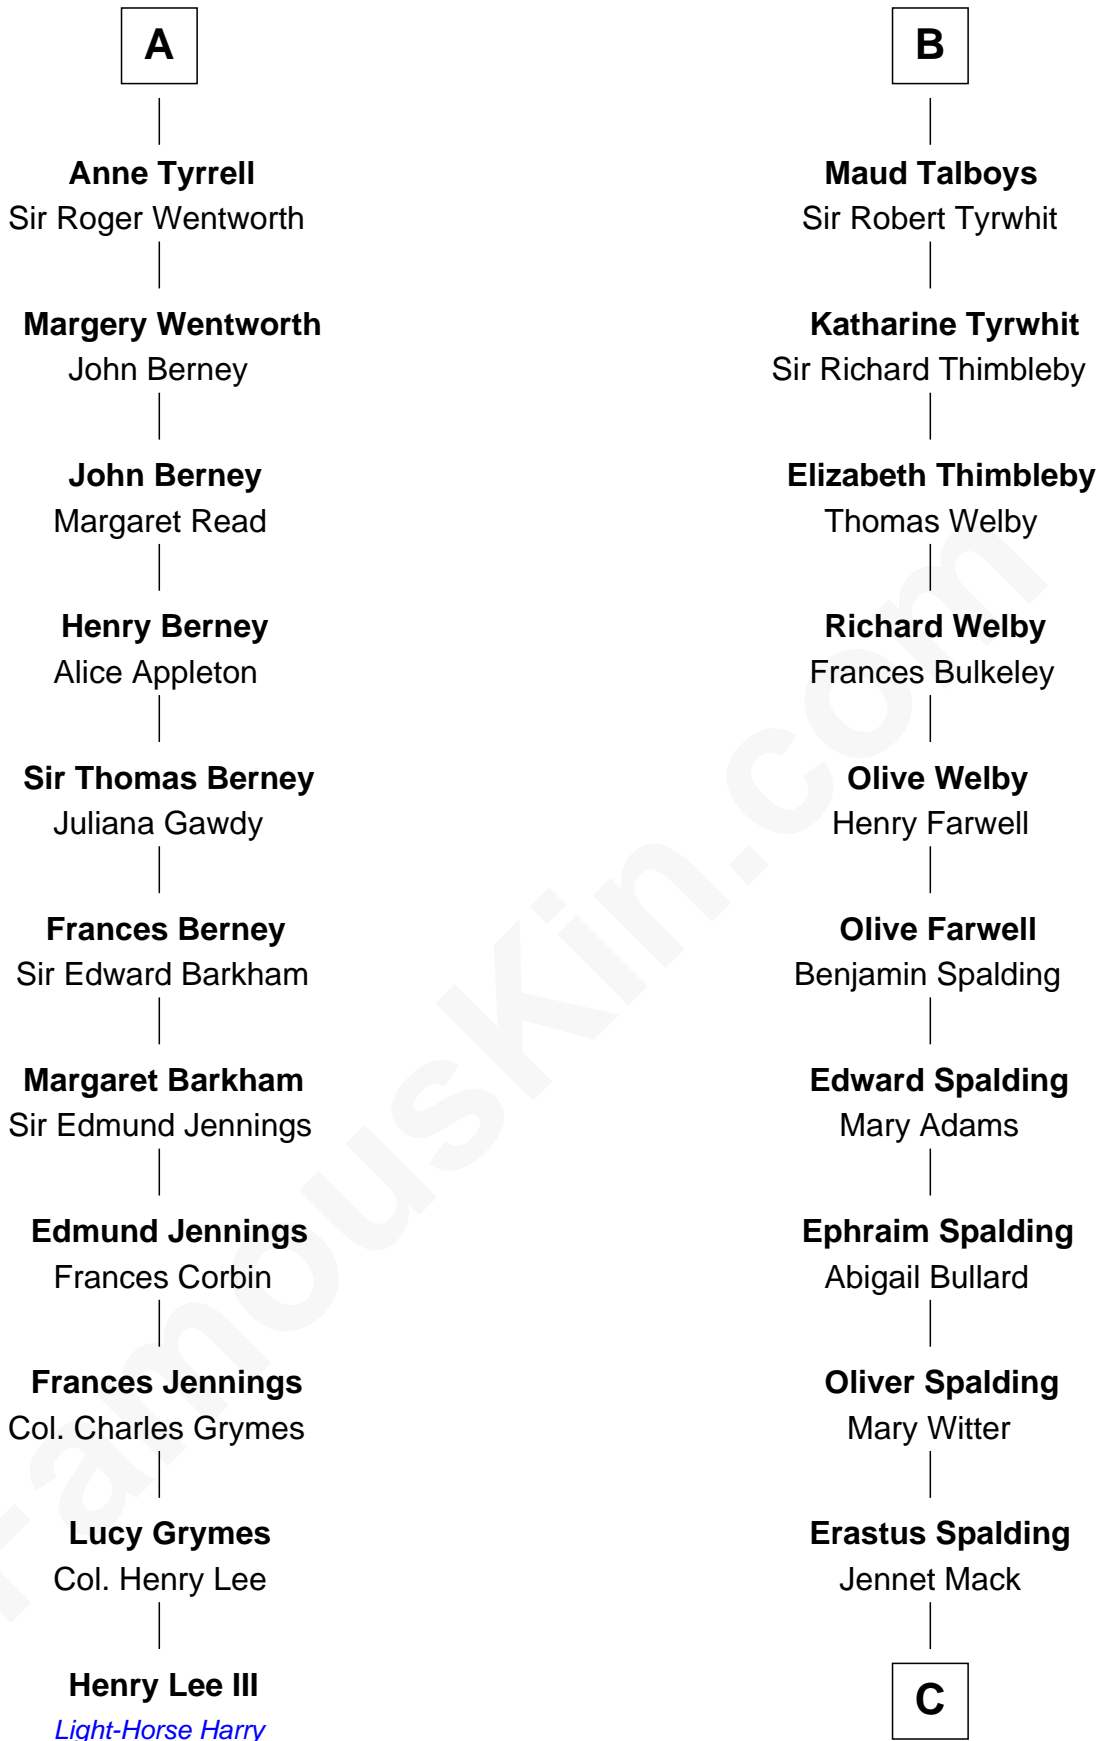 A
Anne Tyrrell
Sir Roger Wentworth
Margery Wentworth
John Berney
John Berney
Margaret Read
Henry Berney
Alice Appleton
Sir Thomas Berney
Juliana Gawdy
Frances Berney
Sir Edward Barkham
Margaret Barkham
Sir Edmund Jennings
Edmund Jennings
Frances Corbin
Frances Jennings
Col. Charles Grymes
Lucy Grymes
Col. Henry Lee
Henry Lee III
Light-Horse Harry
B
Maud Talboys
Sir Robert Tyrwhit
Katharine Tyrwhit
Sir Richard Thimbleby
Elizabeth Thimbleby
Thomas Welby
Richard Welby
Frances Bulkeley
Olive Welby
Henry Farwell
Olive Farwell
Benjamin Spalding
Edward Spalding
Mary Adams
Ephraim Spalding
Abigail Bullard
Oliver Spalding
Mary Witter
Erastus Spalding
Jennet Mack
C
FamousKin.com